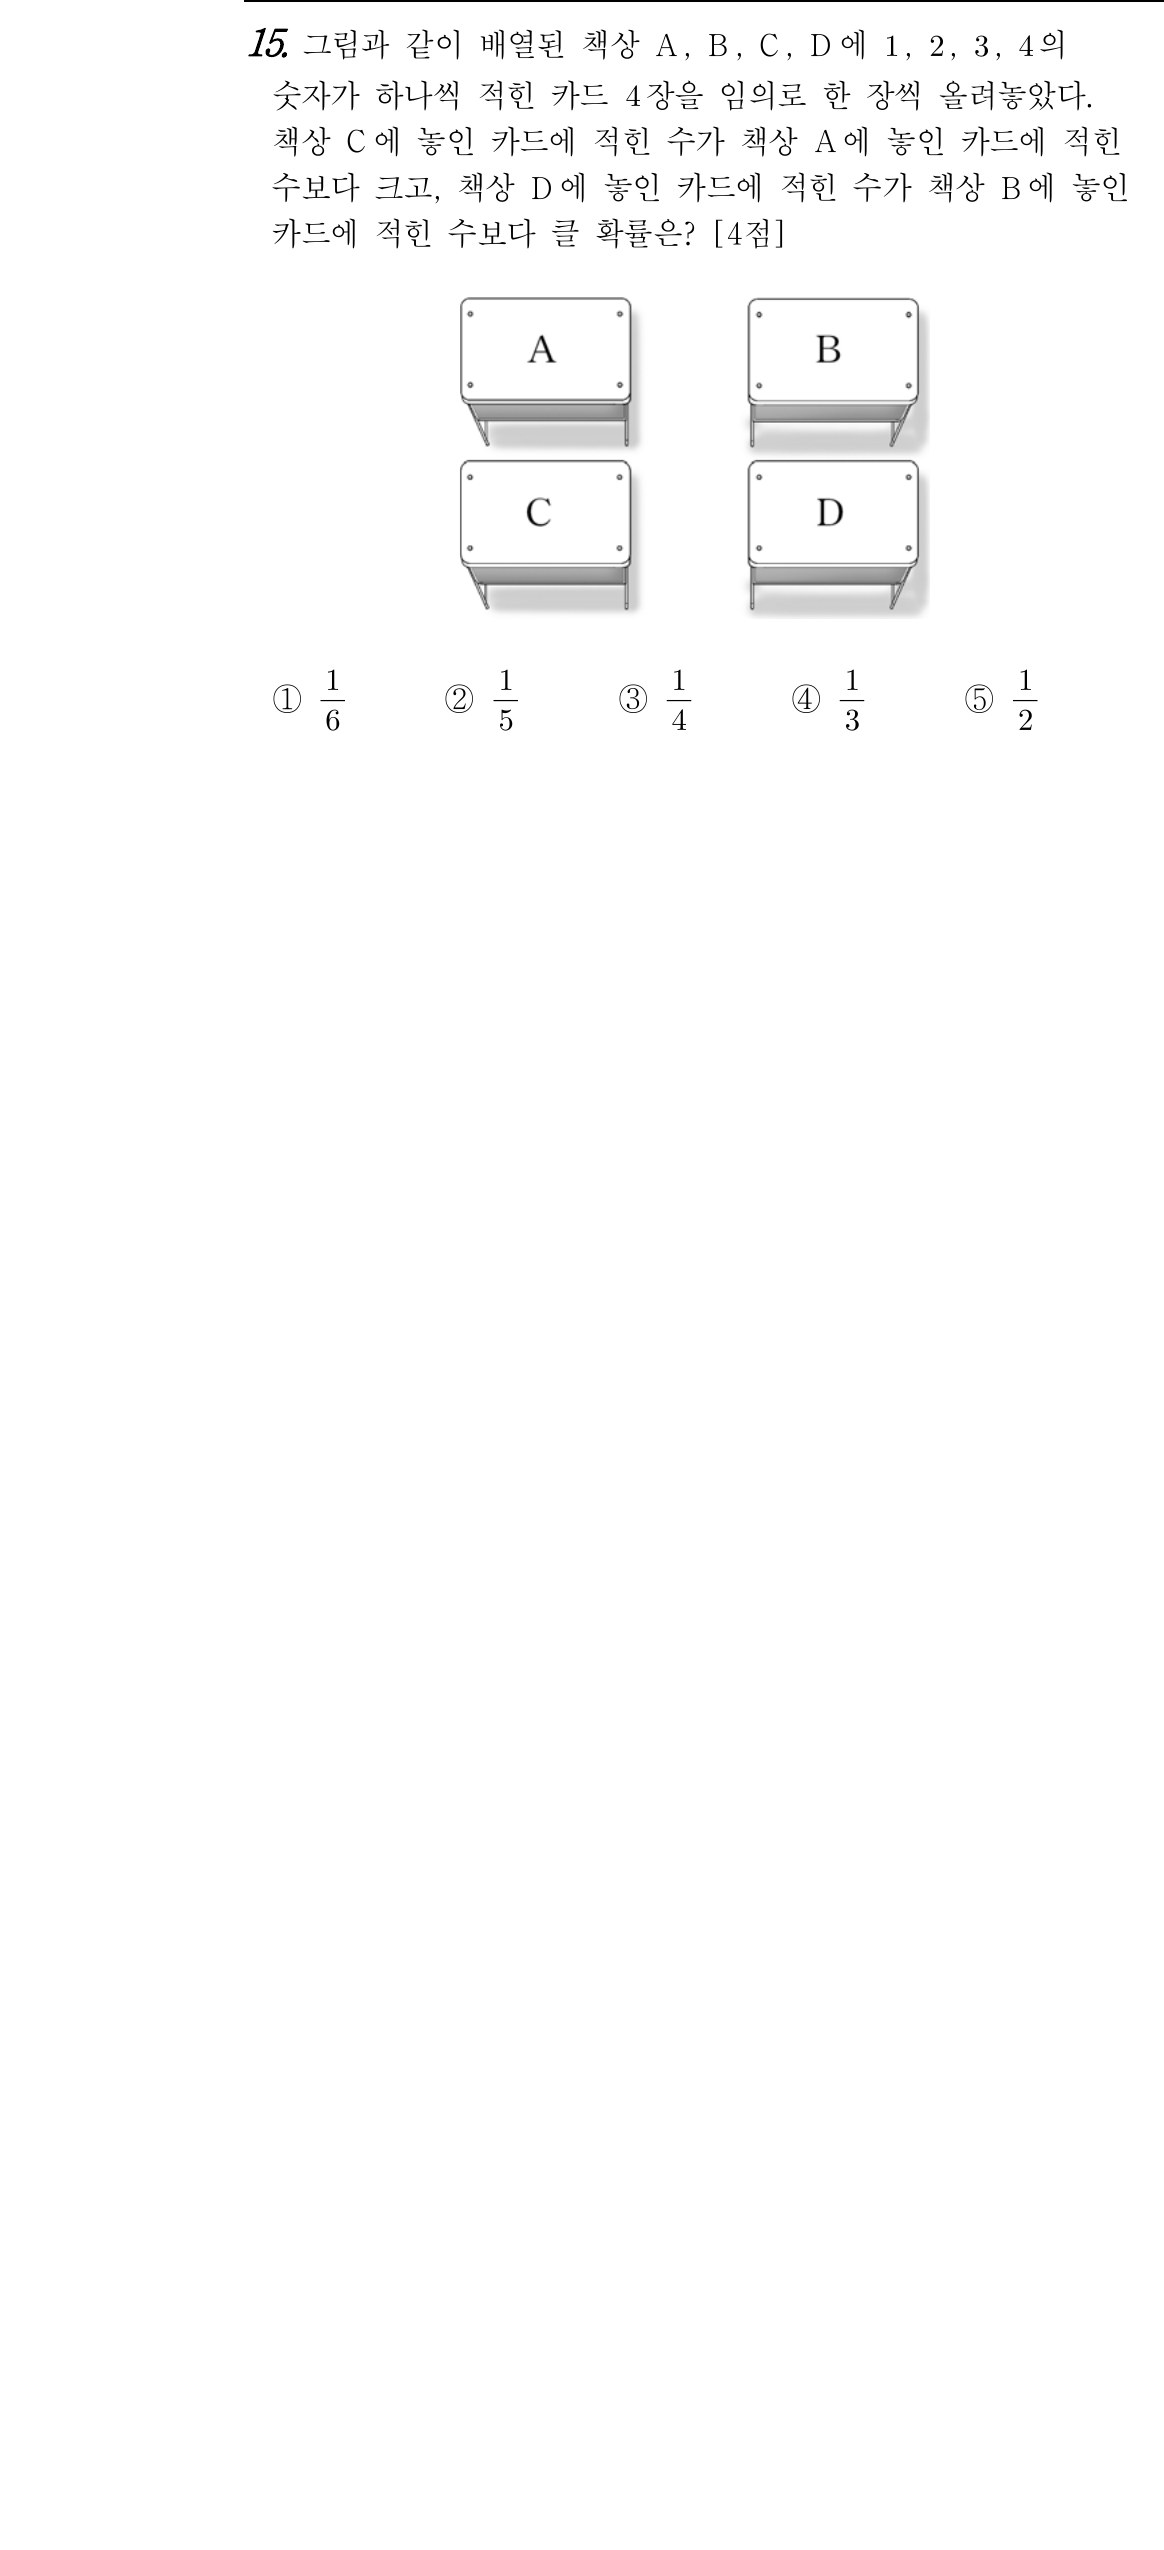 15. 그림과 같이 배열된 책상 A, B, C, D에 1, 2, 3, 4의
숫자가 하나씩 적힌 카드 4장을 임의로 한 장씩 올려놓았다.
책상 C에 놓인 카드에 적힌 수가 책상 A에 놓인 카드에 적힌
수보다 크고, 책상 D에 놓인 카드에 적힌 수가 책상 B에 놓인
카드에 적힌 수보다 클 확률은? [4점]
A B
C D
① 1/6 ② 1/5 ③ 1/4 ④ 1/3 ⑤ 1/2